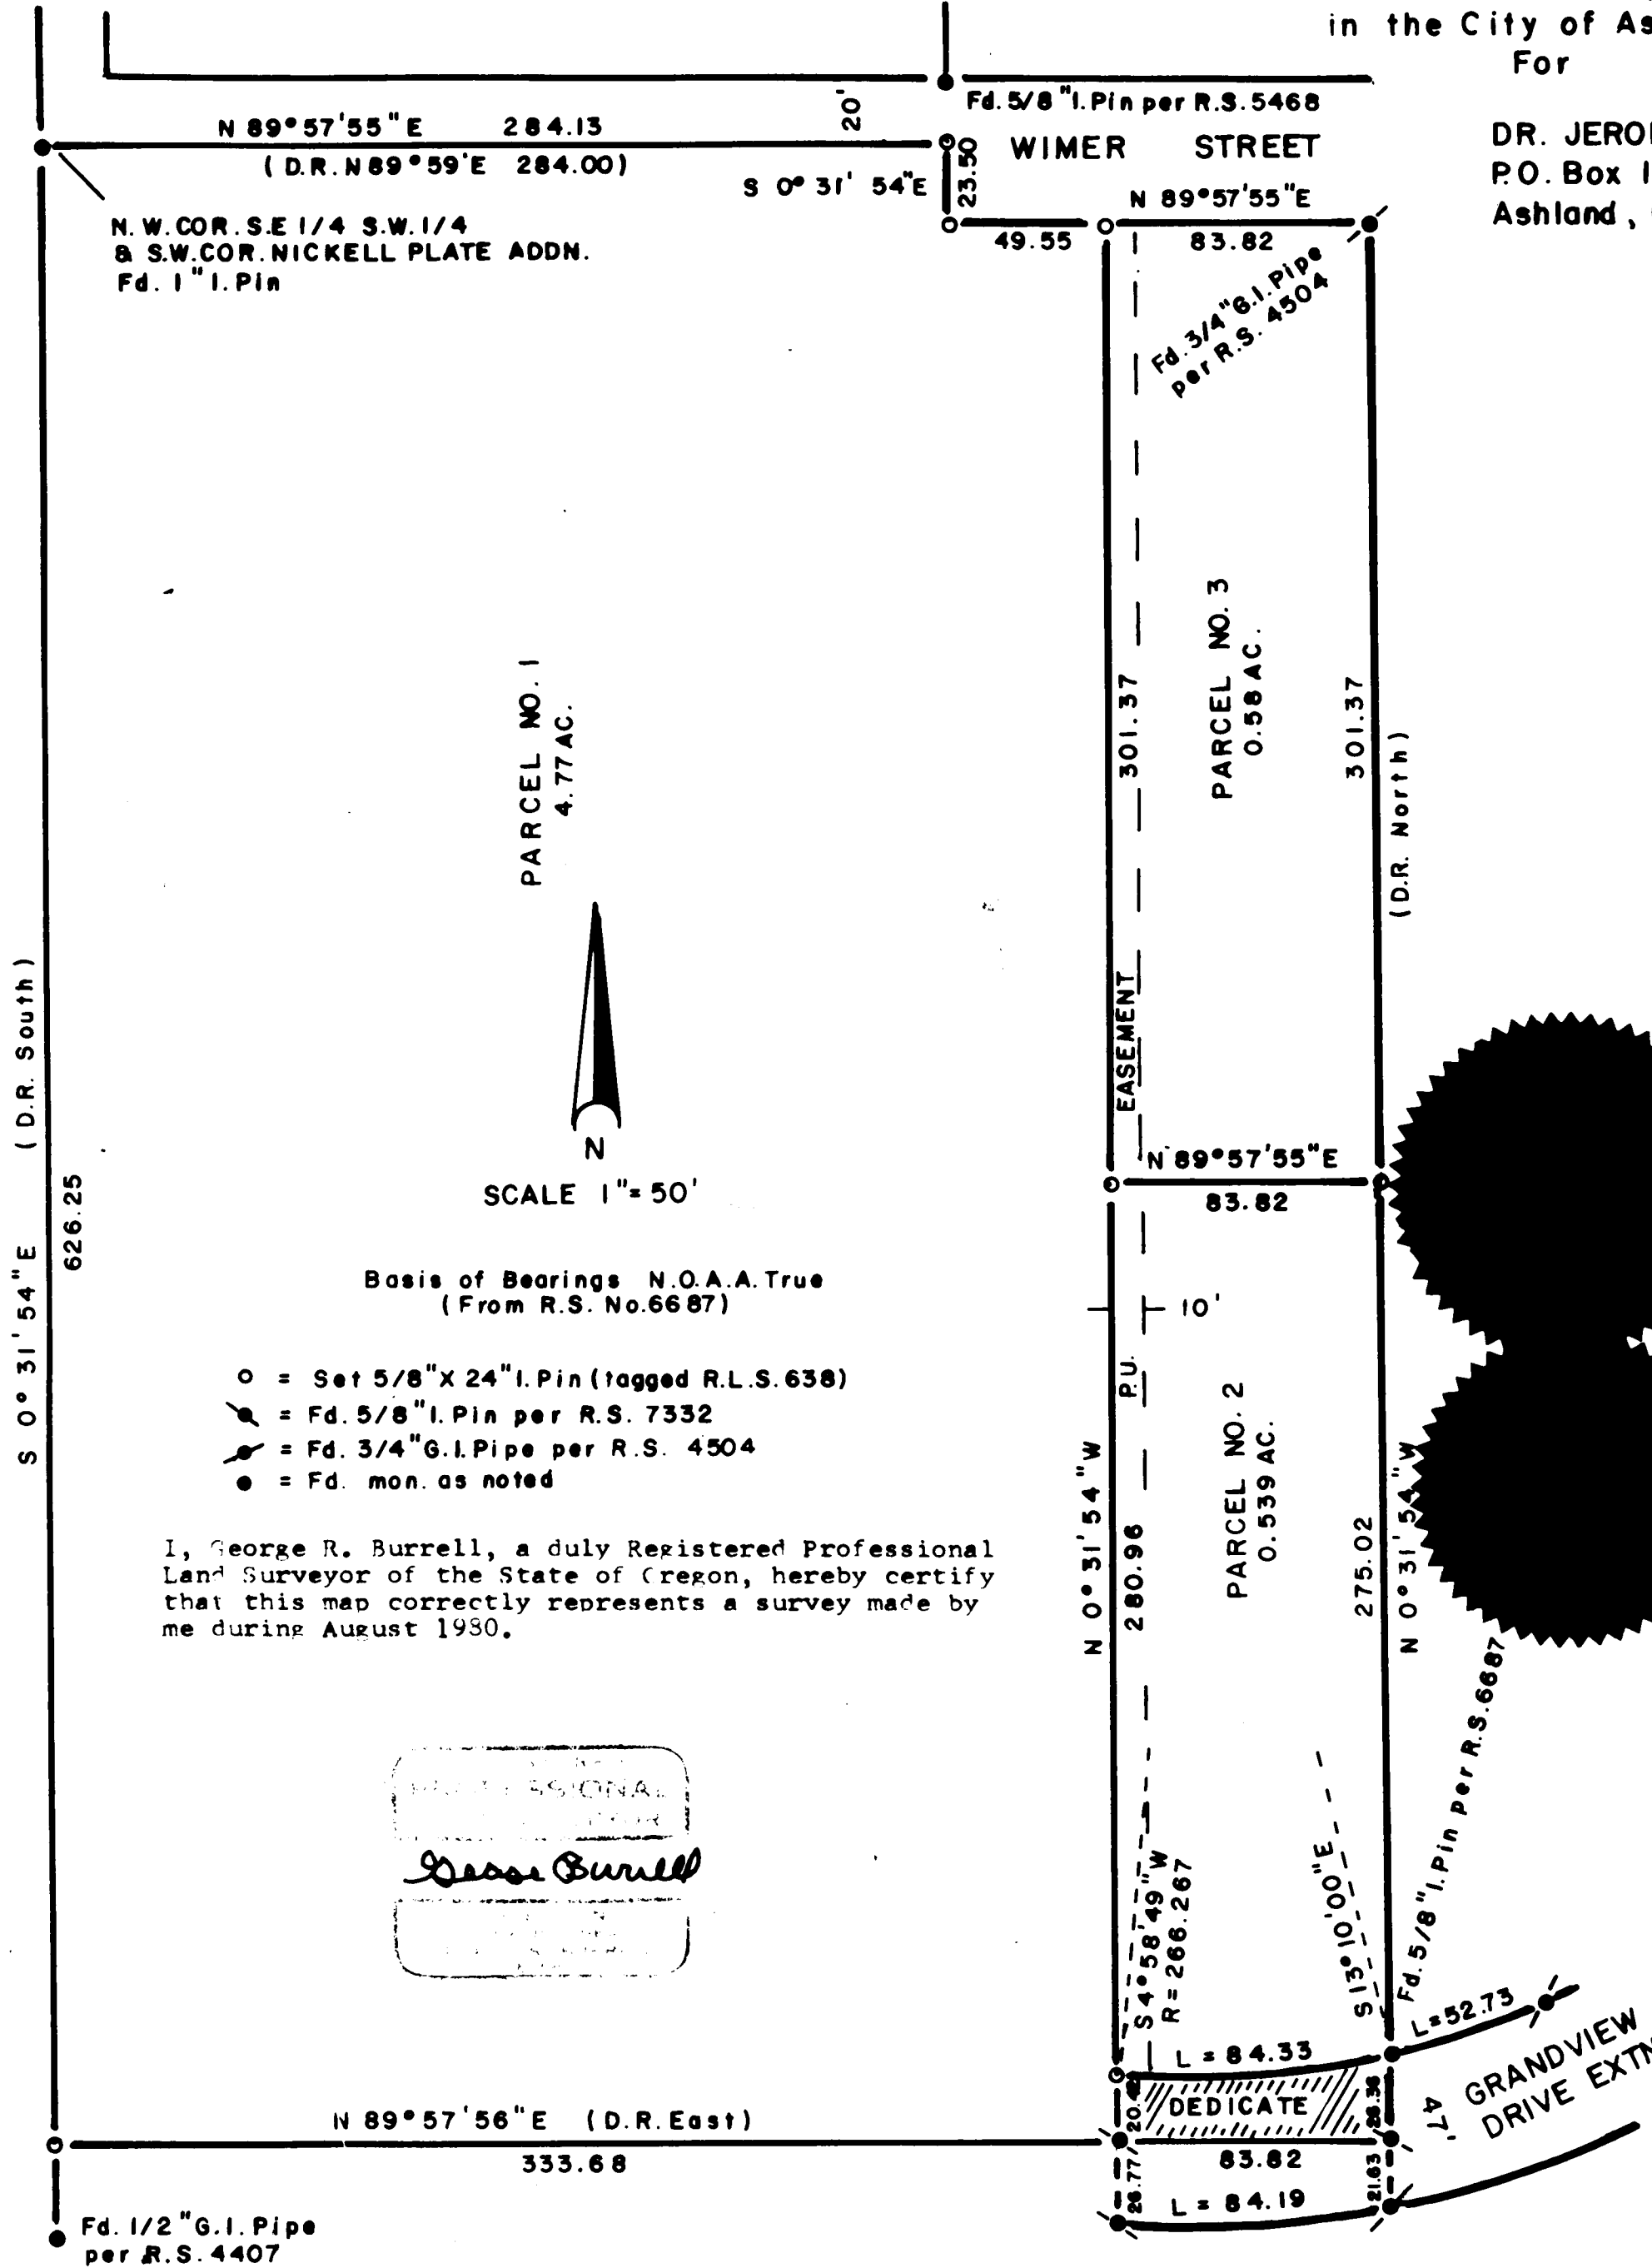 in the City of As
For
DR. JEROM
P.O. Box 1
Ashland,
Fd. 5/8" I. Pin per R.S. 5468
20'
N 89°57'55" E 284.13
(D.R. N 89°59'E 284.00)
S 0° 31' 54" E
23.50
WIMER STREET
N 89°57'55" E
49.55
83.82
N.W. COR. S.E 1/4 S.W. 1/4
& S.W. COR. NICKELL PLATE ADDN.
Fd. 1" I. Pin
Fd. 3/4" G.I. Pipe
per R.S. 4504
PARCEL NO. 1
4.77 AC.
PARCEL NO. 3
0.58 AC.
301.37
301.37
(D.R. North)
EASEMENT
(D.R. South)
626.25
S 0° 31' 54" E
N
SCALE 1" = 50'
N 89°57'55" E
83.82
Basis of Bearings N.O.A.A. True
(From R.S. No. 6687)
10'
P.U.
o = Set 5/8" X 24" I. Pin (tagged R.L.S. 638)
= Fd. 5/8" I. Pin per R.S. 7332
= Fd. 3/4" G.I. Pipe per R.S. 4504
● = Fd. mon. as noted
PARCEL NO. 2
0.539 AC.
N 0° 31' 54" W
280.96
275.02
N 0° 31' 54" W
I, George R. Burrell, a duly Registered Professional
Land Surveyor of the State of Oregon, hereby certify
that this map correctly represents a survey made by
me during August 1980.
PROFESSIONAL
George Burrell
S 4° 58' 49" W
R = 266.267
S 13° 10' 00" E
Fd. 5/8" I. Pin per R.S. 6687
L = 52.73
L = 84.33
DEDICATE
GRANDVIEW
DRIVE EXTN
47'
N 89°57'56" E (D.R. East)
333.68
83.82
26.77
21.63
L = 84.19
Fd. 1/2" G.I. Pipe
per R.S. 4407